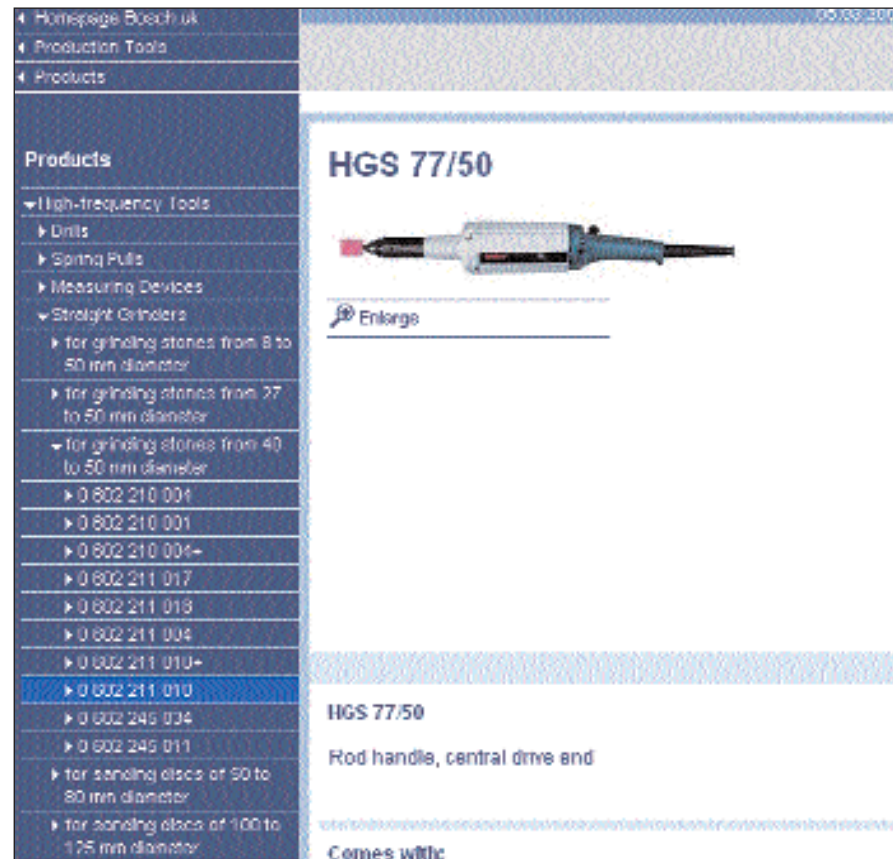 Homepage Bosch uk
Production Tools
Products
Products
High-frequency Tools
Drills
Spring Pulls
Measuring Devices
Straight Grinders
for grinding stones from 8 to
50 mm diameter
for grinding stones from 27
to 50 mm diameter
for grinding stones from 40
to 50 mm diameter
0 602 210 004
0 602 210 001
0 602 210 004+
0 602 211 017
0 602 211 018
0 602 211 004
0 602 211 010+
0 602 211 010
0 602 245 034
0 602 245 011
for sanding discs of 50 to
80 mm diameter
for sanding discs of 100 to
125 mm diameter
HGS 77/50
Enlarge
HGS 77/50
Rod handle, central drive end
Comes with: